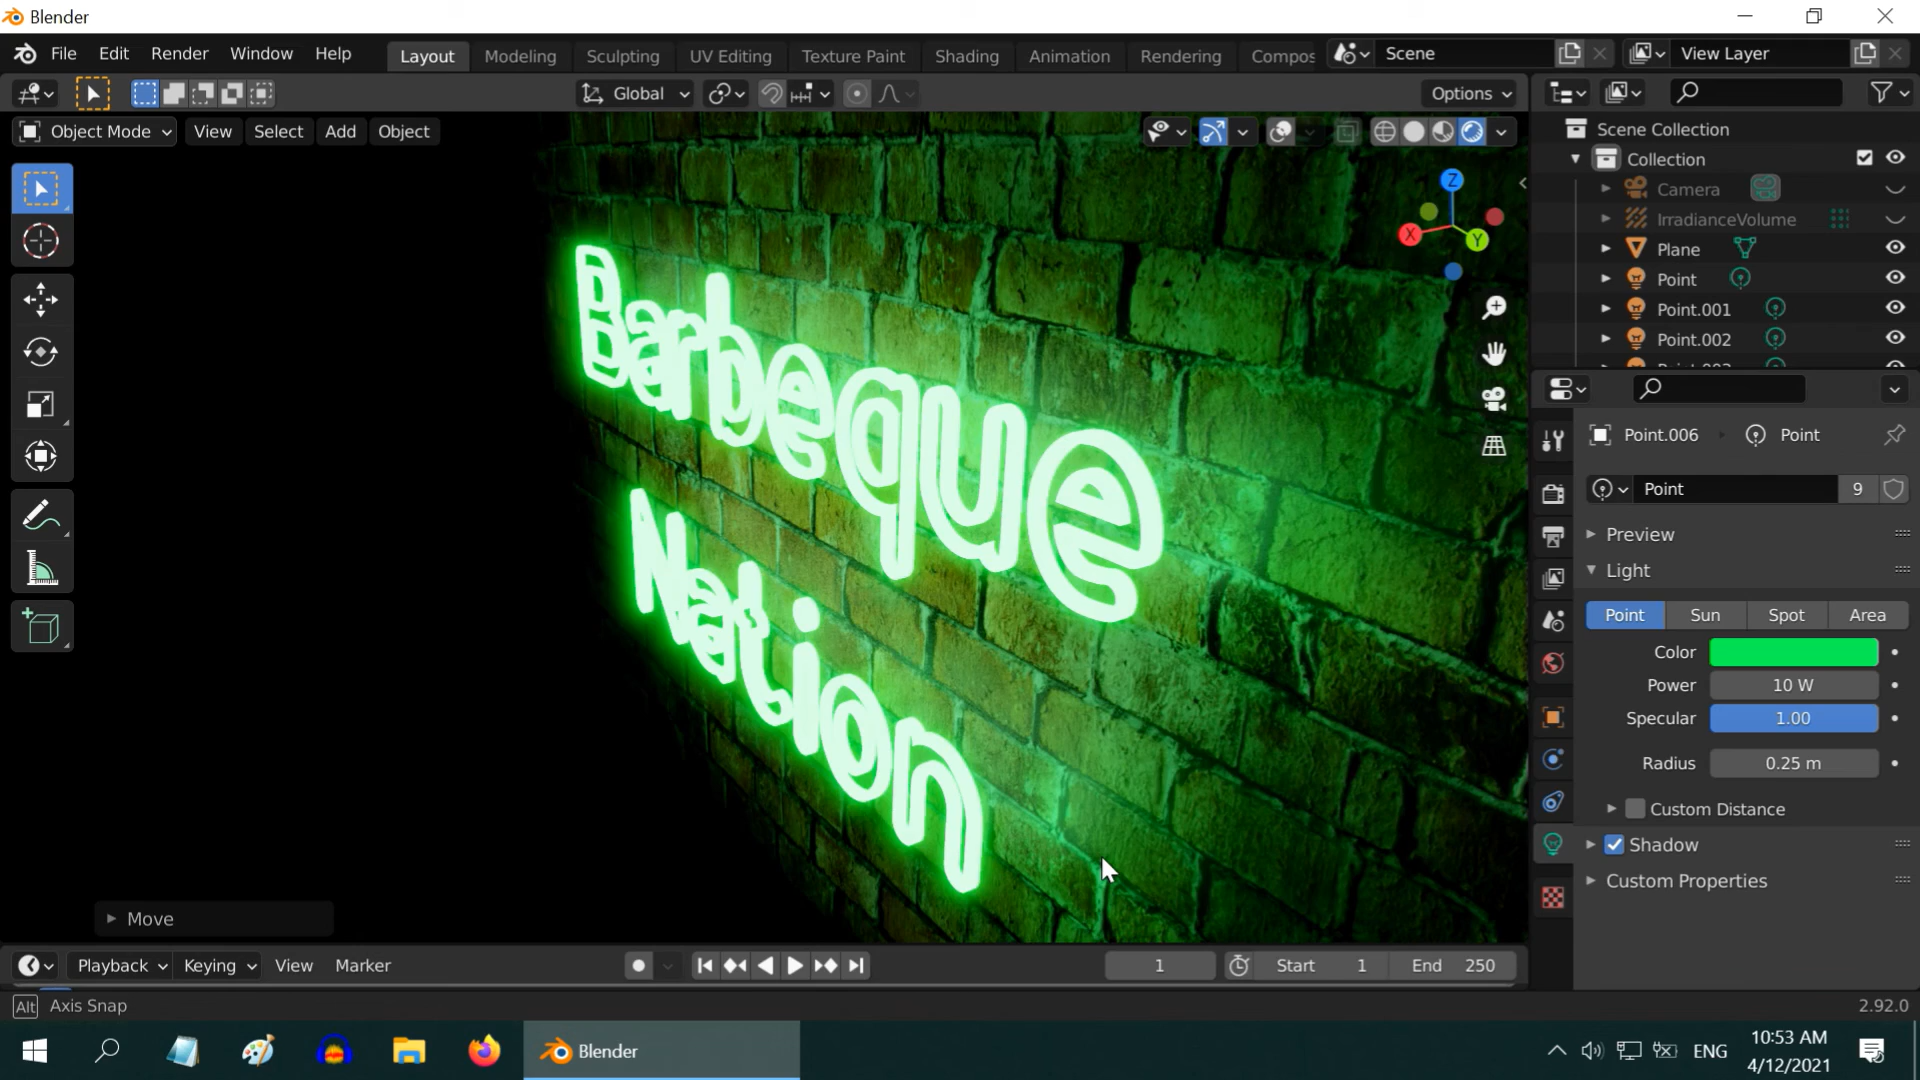 Blender
File Edit Render Window Help
Layout Modeling Sculpting UV Editing Texture Paint Shading Animation Rendering Compos
Scene
View Layer
Global
Options
Object Mode View Select Add Object
Z
X
Y
Barbeque
Nation
Move
Scene Collection
Collection
Camera
IrradianceVolume
Plane
Point
Point.001
Point.002
Point.006 Point
Point 9
Preview
Light
Point Sun Spot Area
Color
Power 10 W
Specular 1.00
Radius 0.25 m
Custom Distance
Shadow
Custom Properties
Playback Keying View Marker
1 Start 1 End 250
Alt Axis Snap
2.92.0
Blender
ENG
10:53 AM
4/12/2021